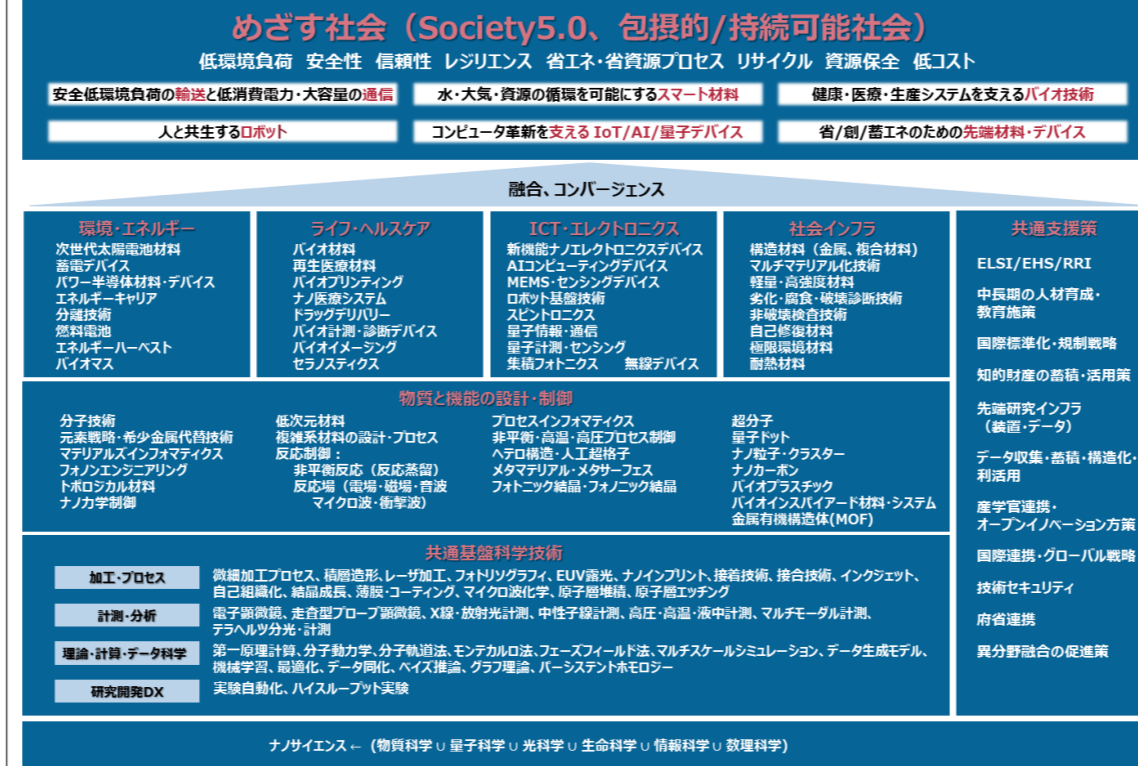 めざす社会（Society5.0、包摂的/持続可能社会）
低環境負荷 安全性 信頼性 レジリエンス 省エネ・省資源プロセス リサイクル 資源保全 低コスト
安全低環境負荷の輸送と低消費電力・大容量の通信
水・大気・資源の循環を可能にするスマート材料
健康・医療・生産システムを支えるバイオ技術
人と共生するロボット
コンピュータ革新を支える IoT/AI/量子デバイス
省/創/蓄エネのための先端材料・デバイス
融合、コンバージェンス
環境・エネルギー
次世代太陽電池材料
蓄電デバイス
パワー半導体材料・デバイス
エネルギーキャリア
分離技術
燃料電池
エネルギーハーベスト
バイオマス
ライフ・ヘルスケア
バイオ材料
再生医療材料
バイオプリンティング
ナノ医療システム
ドラッグデリバリー
バイオ計測・診断デバイス
バイオイメージング
セラノスティクス
ICT・エレクトロニクス
新機能ナノエレクトロニクスデバイス
AIコンピューティングデバイス
MEMS・センシングデバイス
ロボット基盤技術
スピントロニクス
量子情報・通信
量子計測・センシング
集積フォトニクス 無線デバイス
社会インフラ
構造材料（金属、複合材料）
マルチマテリアル化技術
軽量・高強度材料
劣化・腐食・破壊診断技術
非破壊検査技術
自己修復材料
極限環境材料
耐熱材料
物質と機能の設計・制御
分子技術
元素戦略・希少金属代替技術
マテリアルズインフォマティクス
フォノンエンジニアリング
トポロジカル材料
ナノ力学制御
低次元材料
複雑系材料の設計・プロセス
反応制御：
非平衡反応（反応蒸留）
反応場（電場・磁場・音波
マイクロ波・衝撃波）
プロセスインフォマティクス
非平衡・高温・高圧プロセス制御
ヘテロ構造・人工超格子
メタマテリアル・メタサーフェス
フォトニック結晶・フォノニック結晶
超分子
量子ドット
ナノ粒子・クラスター
ナノカーボン
バイオプラスチック
バイオインスパイアード材料・システム
金属有機構造体(MOF)
共通基盤科学技術
加工・プロセス
微細加工プロセス、積層造形、レーザ加工、フォトリソグラフィ、EUV露光、ナノインプリント、接着技術、接合技術、インクジェット、
自己組織化、結晶成長、薄膜・コーティング、マイクロ波化学、原子層堆積、原子層エッチング
計測・分析
電子顕微鏡、走査型プローブ顕微鏡、X線・放射光計測、中性子線計測、高圧・高温・液中計測、マルチモーダル計測、
テラヘルツ分光・計測
理論・計算・データ科学
第一原理計算、分子動力学、分子軌道法、モンテカルロ法、フェーズフィールド法、マルチスケールシミュレーション、データ生成モデル、
機械学習、最適化、データ同化、ベイズ推論、グラフ理論、パーシステントホモロジー
研究開発DX
実験自動化、ハイスループット実験
共通支援策
ELSI/EHS/RRI
中長期の人材育成・
教育施策
国際標準化・規制戦略
知的財産の蓄積・活用策
先端研究インフラ
（装置・データ）
データ収集・蓄積・構造化・
利活用
産学官連携・
オープンイノベーション方策
国際連携・グローバル戦略
技術セキュリティ
府省連携
異分野融合の促進策
ナノサイエンス ← (物質科学 ∪ 量子科学 ∪ 光科学 ∪ 生命科学 ∪ 情報科学 ∪ 数理科学)